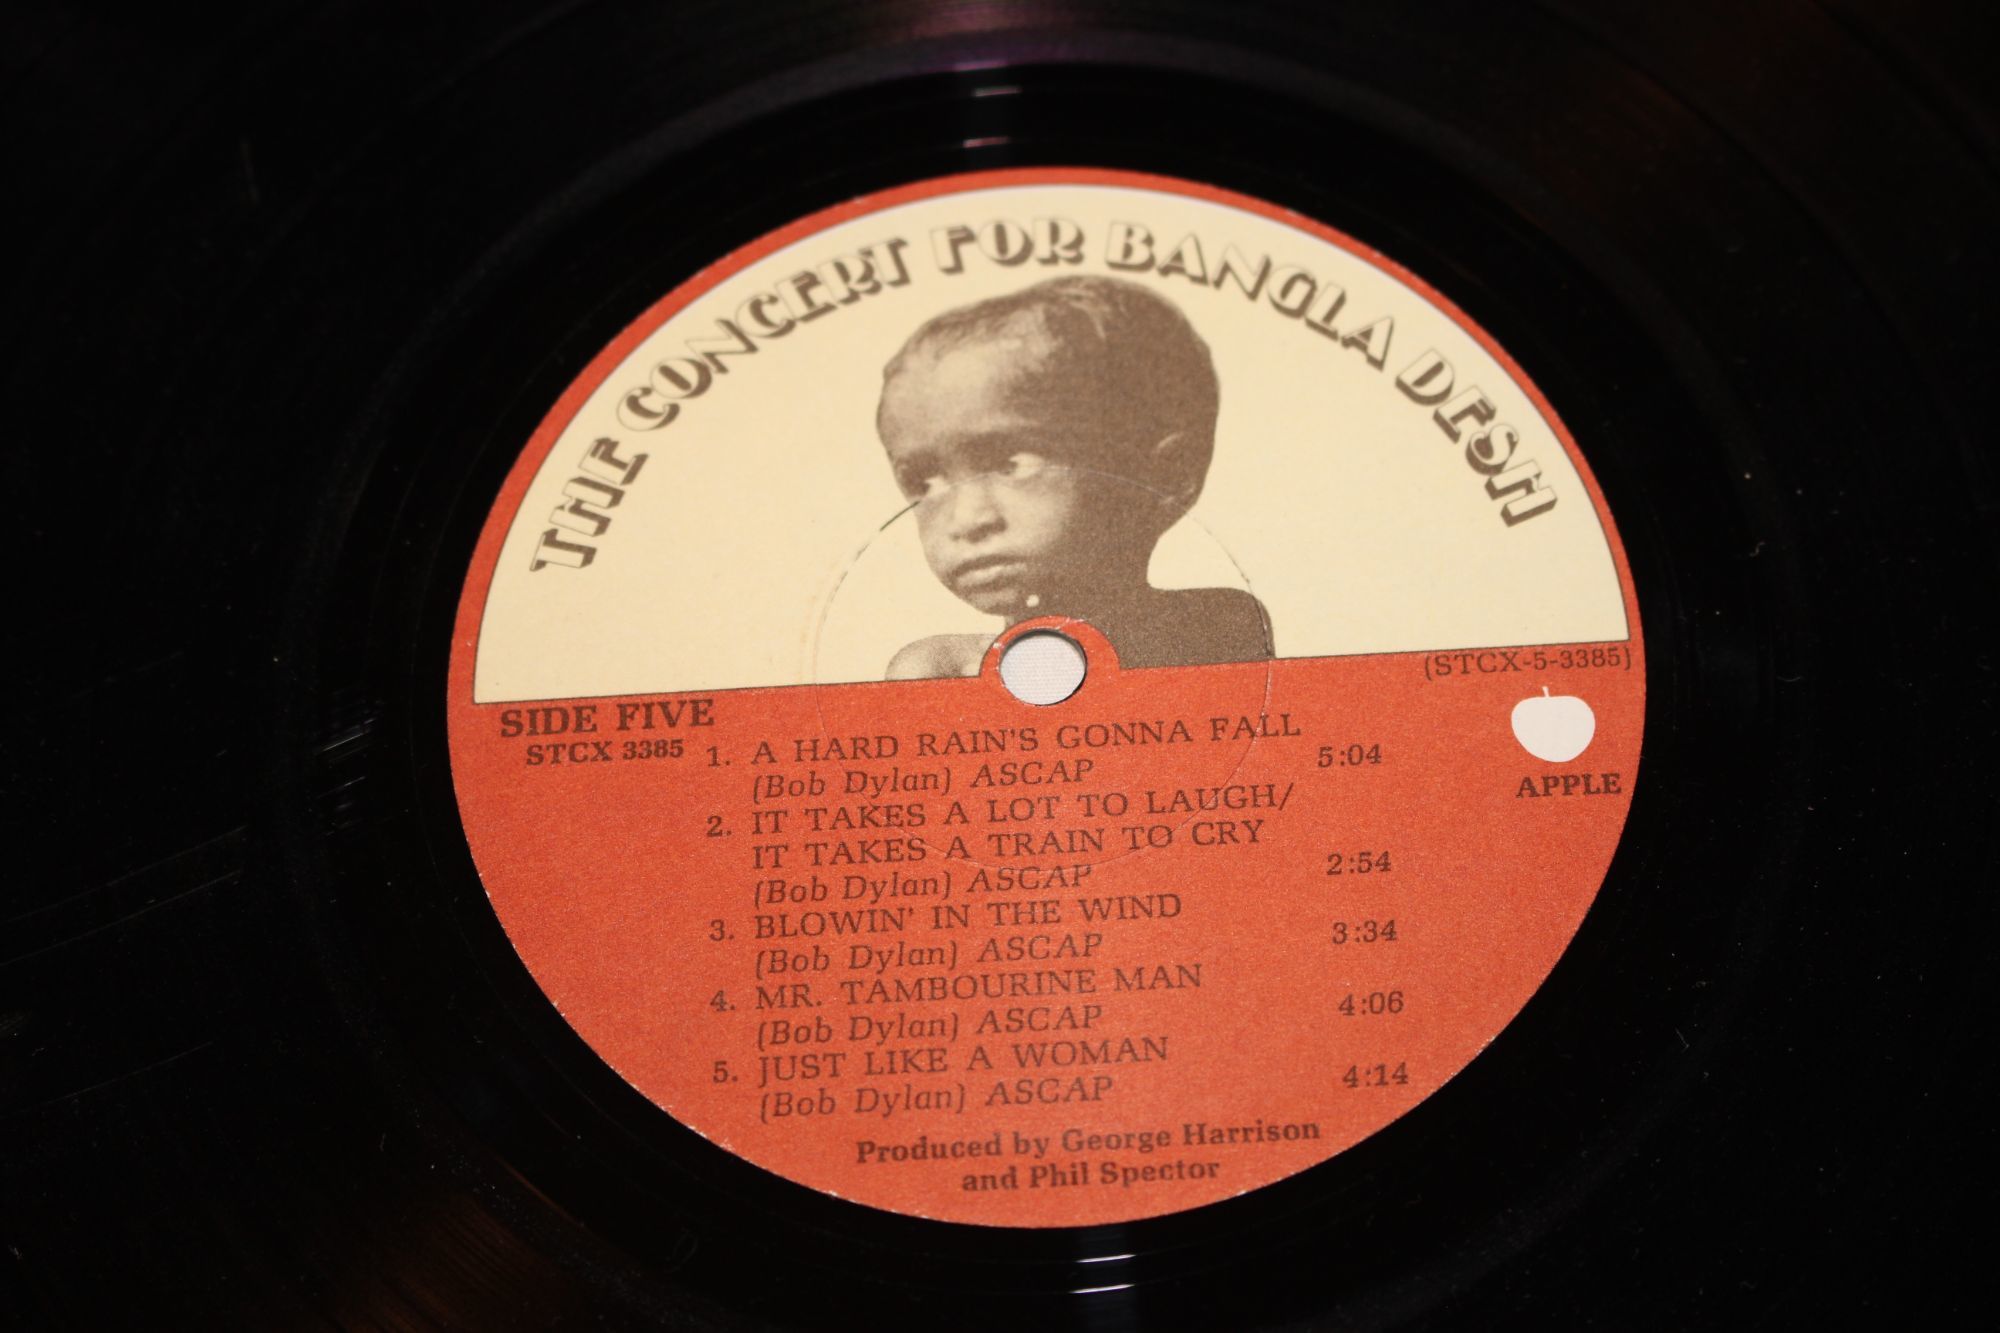 THE CONCERT FOR BANGLA DESH
(STCX-5-3385)
SIDE FIVE
STCX 3385
APPLE
1. A HARD RAIN'S GONNA FALL
(Bob Dylan) ASCAP 5:04
2. IT TAKES A LOT TO LAUGH/
IT TAKES A TRAIN TO CRY
(Bob Dylan) ASCAP 2:54
3. BLOWIN' IN THE WIND
(Bob Dylan) ASCAP 3:34
4. MR. TAMBOURINE MAN
(Bob Dylan) ASCAP 4:06
5. JUST LIKE A WOMAN
(Bob Dylan) ASCAP 4:14
Produced by George Harrison
and Phil Spector